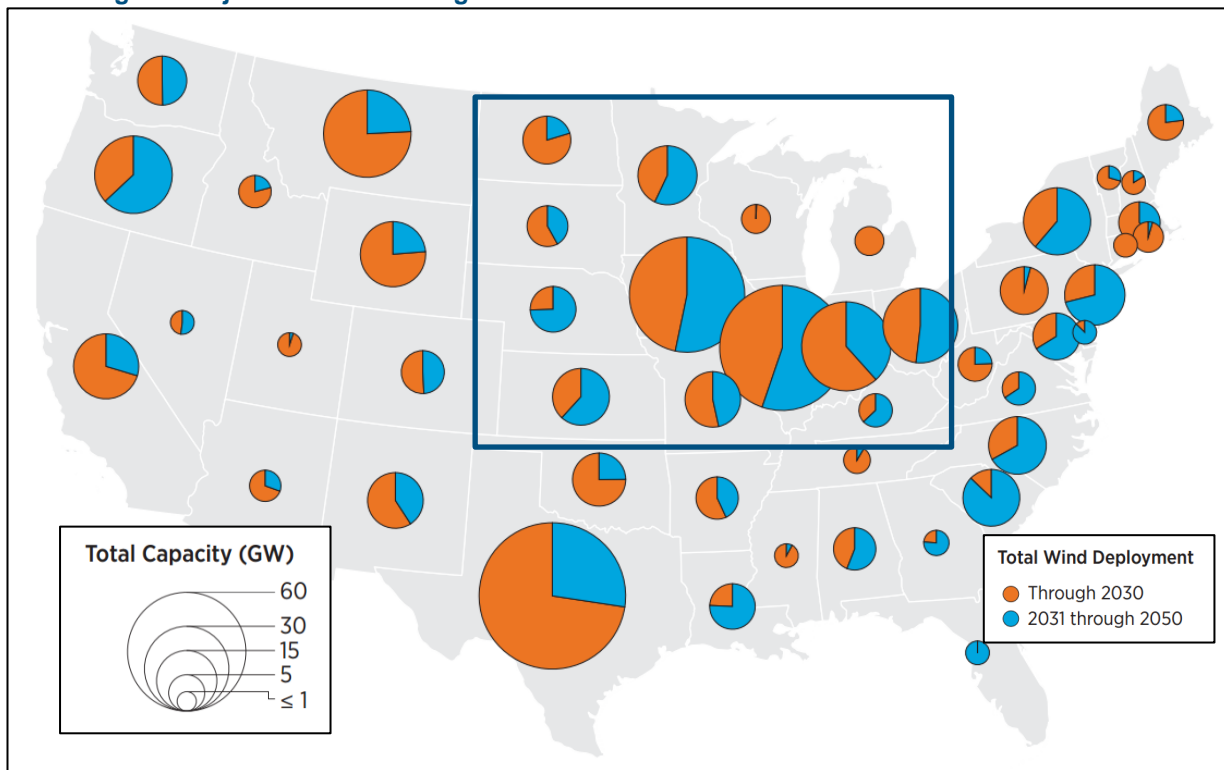 Total Capacity (GW)
60
30
15
5
≤ 1
Total Wind Deployment
Through 2030
2031 through 2050